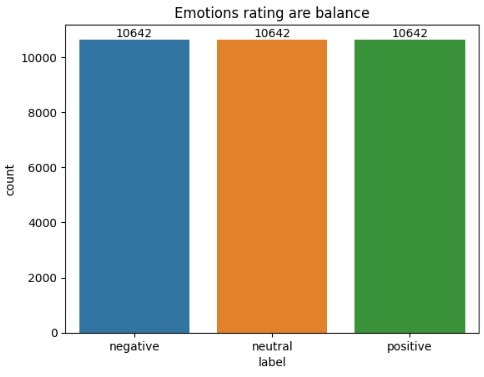 Emotions rating are balance
10642 10642 10642
10000
8000
6000
4000
2000
0
count
negative neutral positive
label